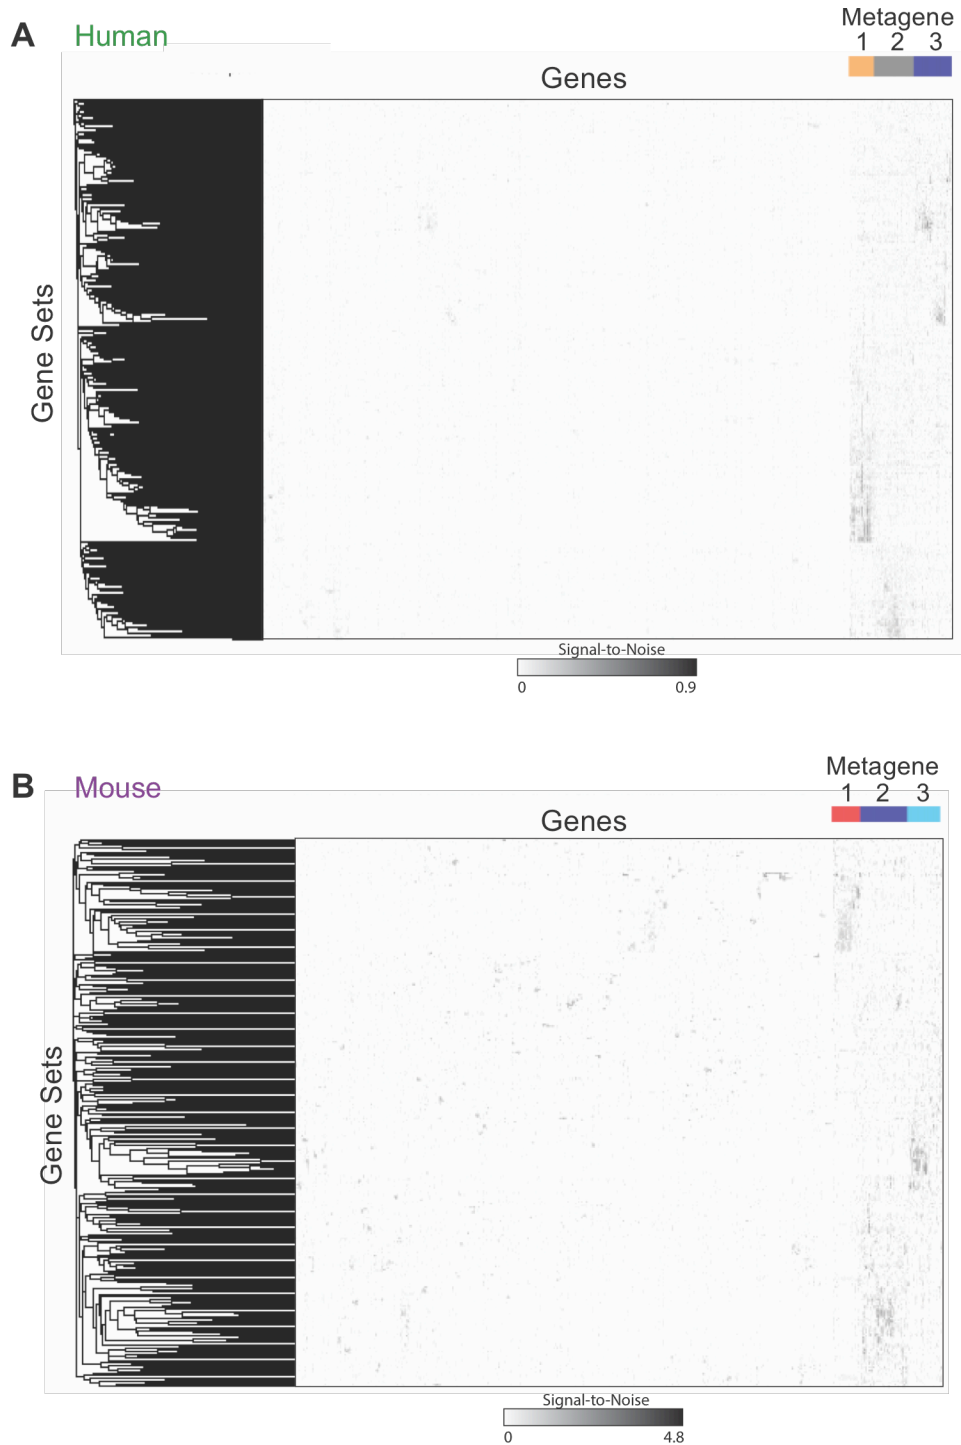 A
Human
Metagene
1 2 3
Genes
Gene Sets
Signal-to-Noise
0 0.9
B
Mouse
Metagene
1 2 3
Genes
Gene Sets
Signal-to-Noise
0 4.8